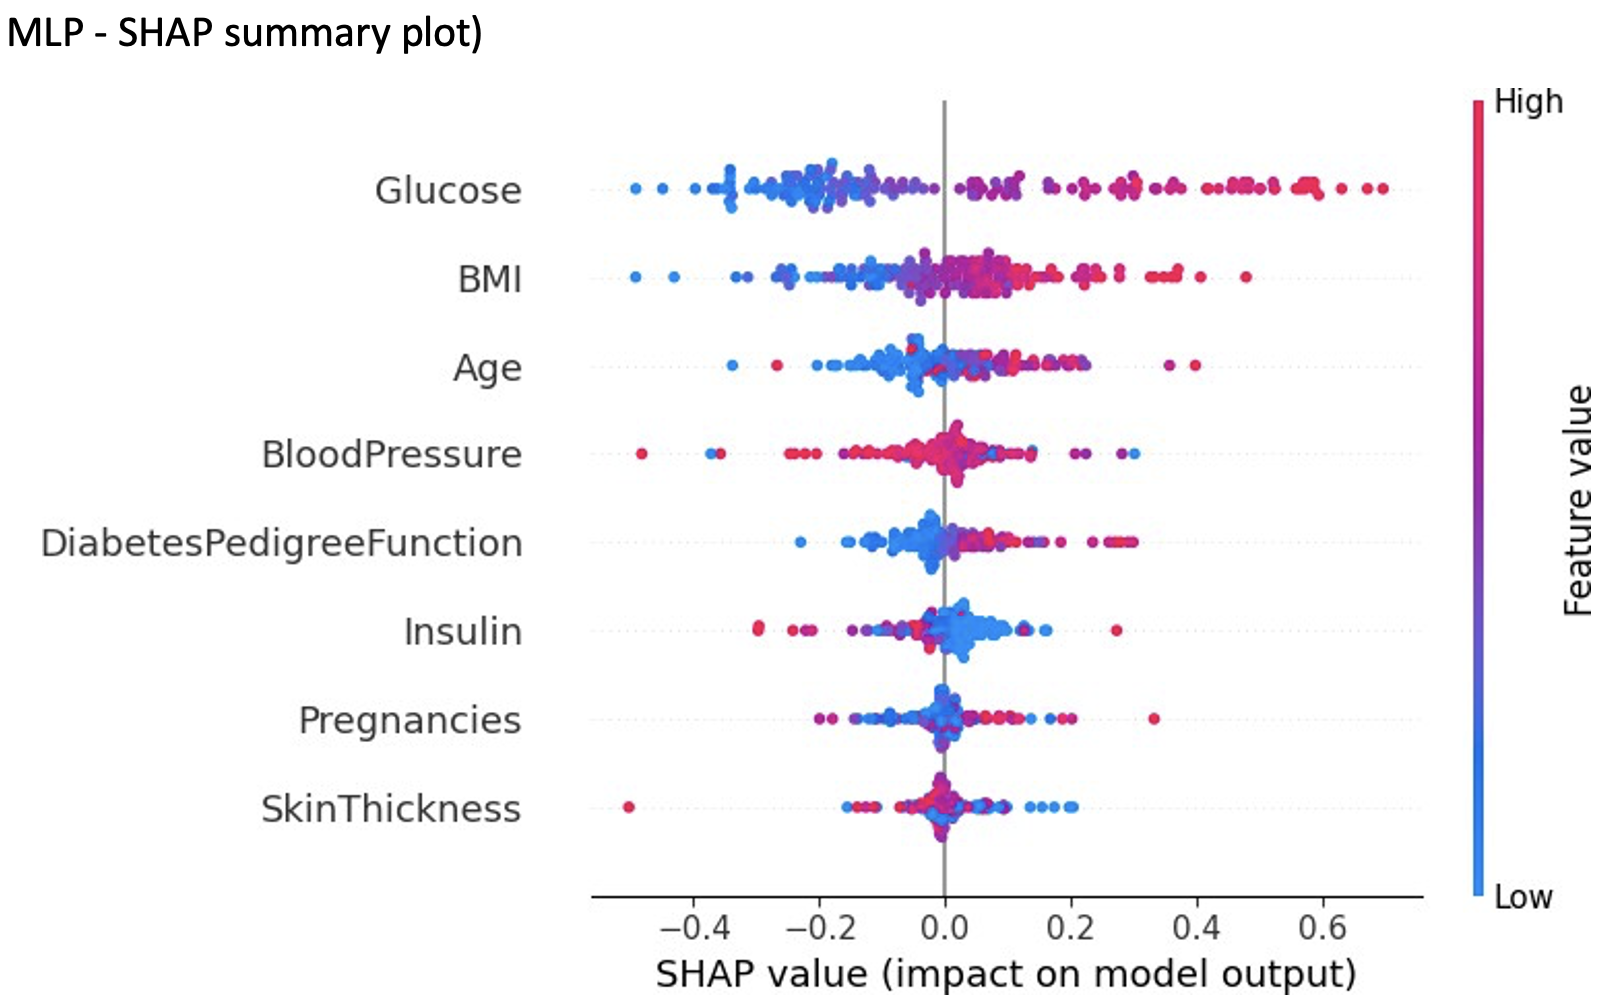 MLP - SHAP summary plot)
High
Glucose
BMI
Age
BloodPressure
DiabetesPedigreeFunction
Insulin
Pregnancies
SkinThickness
Feature value
Low
−0.4 −0.2 0.0 0.2 0.4 0.6
SHAP value (impact on model output)